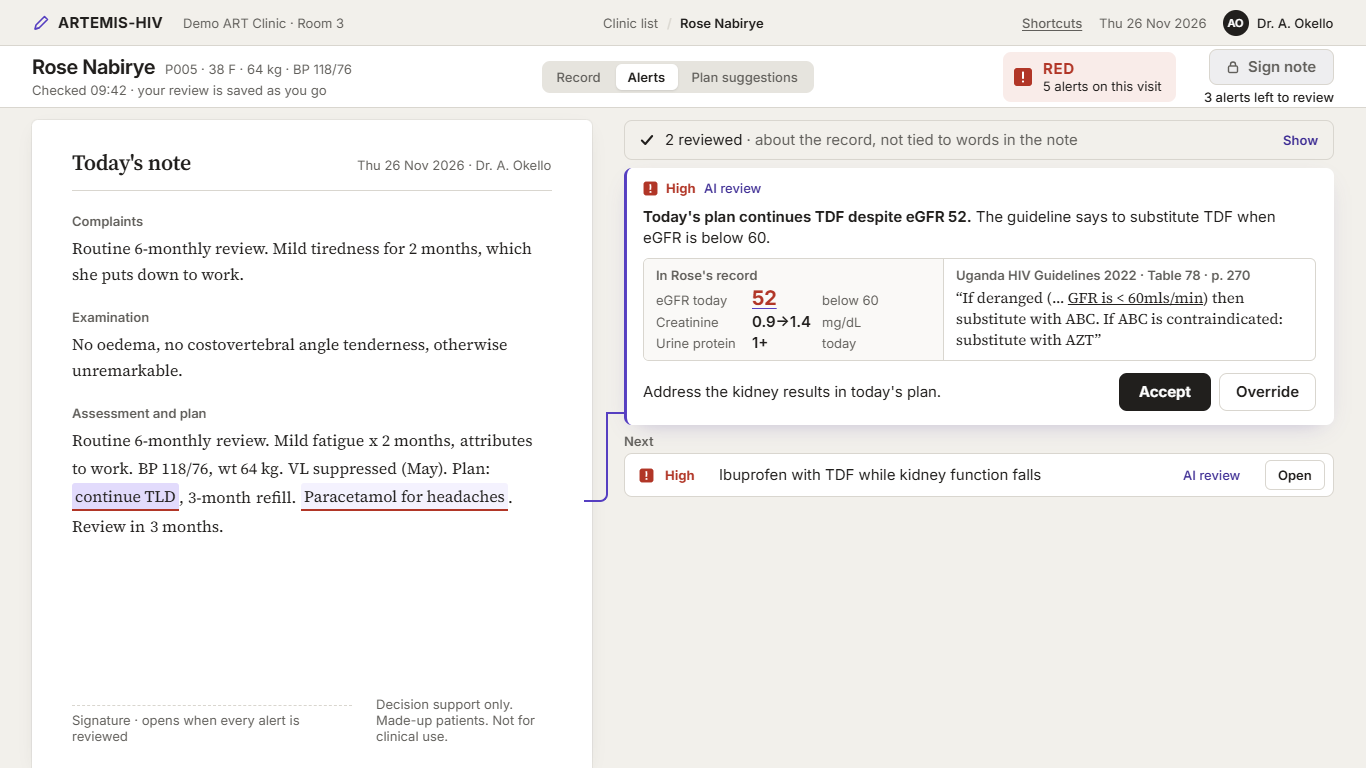 ARTEMIS-HIV Demo ART Clinic · Room 3 Clinic list / Rose Nabirye Shortcuts Thu 26 Nov 2026 AO Dr. A. Okello
Rose Nabirye P005 · 38 F · 64 kg · BP 118/76
Checked 09:42 · your review is saved as you go
Record Alerts Plan suggestions
RED
5 alerts on this visit
Sign note
3 alerts left to review
Today's note Thu 26 Nov 2026 · Dr. A. Okello
Complaints
Routine 6-monthly review. Mild tiredness for 2 months, which
she puts down to work.
Examination
No oedema, no costovertebral angle tenderness, otherwise
unremarkable.
Assessment and plan
Routine 6-monthly review. Mild fatigue x 2 months, attributes
to work. BP 118/76, wt 64 kg. VL suppressed (May). Plan:
continue TLD, 3-month refill. Paracetamol for headaches.
Review in 3 months.
Signature · opens when every alert is
reviewed
Decision support only.
Made-up patients. Not for
clinical use.
2 reviewed · about the record, not tied to words in the note Show
High AI review
Today's plan continues TDF despite eGFR 52. The guideline says to substitute TDF when
eGFR is below 60.
In Rose's record
eGFR today 52 below 60
Creatinine 0.9→1.4 mg/dL
Urine protein 1+ today
Uganda HIV Guidelines 2022 · Table 78 · p. 270
“If deranged (... GFR is < 60mls/min) then
substitute with ABC. If ABC is contraindicated:
substitute with AZT”
Address the kidney results in today's plan. Accept Override
Next
High Ibuprofen with TDF while kidney function falls AI review Open